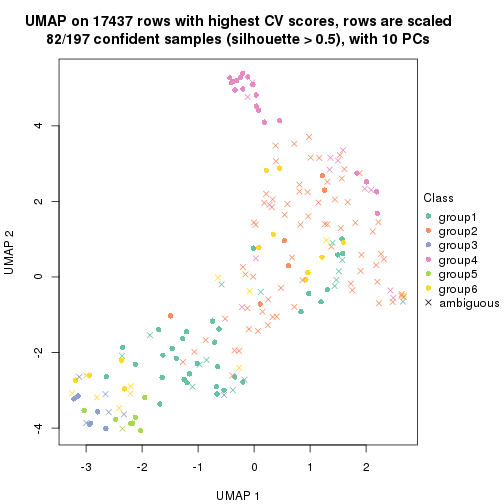 UMAP on 17437 rows with highest CV scores, rows are scaled
82/197 confident samples (silhouette > 0.5), with 10 PCs
4
2
0
-2
-4
UMAP 2
-3
-2
-1
0
1
2
UMAP 1
Class
group1
group2
group3
group4
group5
group6
ambiguous